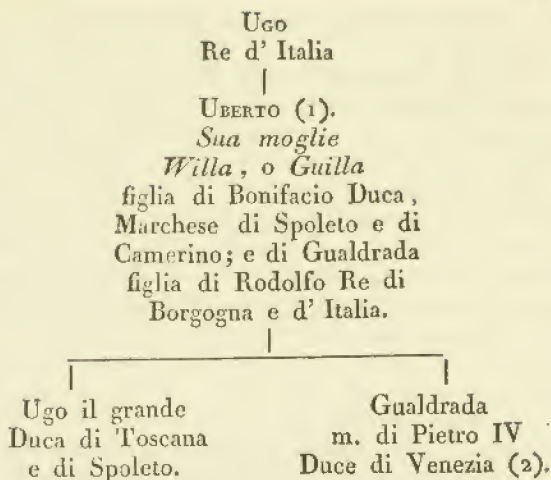 Ugo
Re d' Italia
Uberto (1).
Sua moglie
Willa, o Guilla
figlia di Bonifacio Duca,
Marchese di Spoleto e di
Camerino; e di Gualdrada
figlia di Rodolfo Re di
Borgogna e d' Italia.
Ugo il grande
Duca di Toscana
e di Spoleto.
Gualdrada
m. di Pietro IV
Duce di Venezia (2).